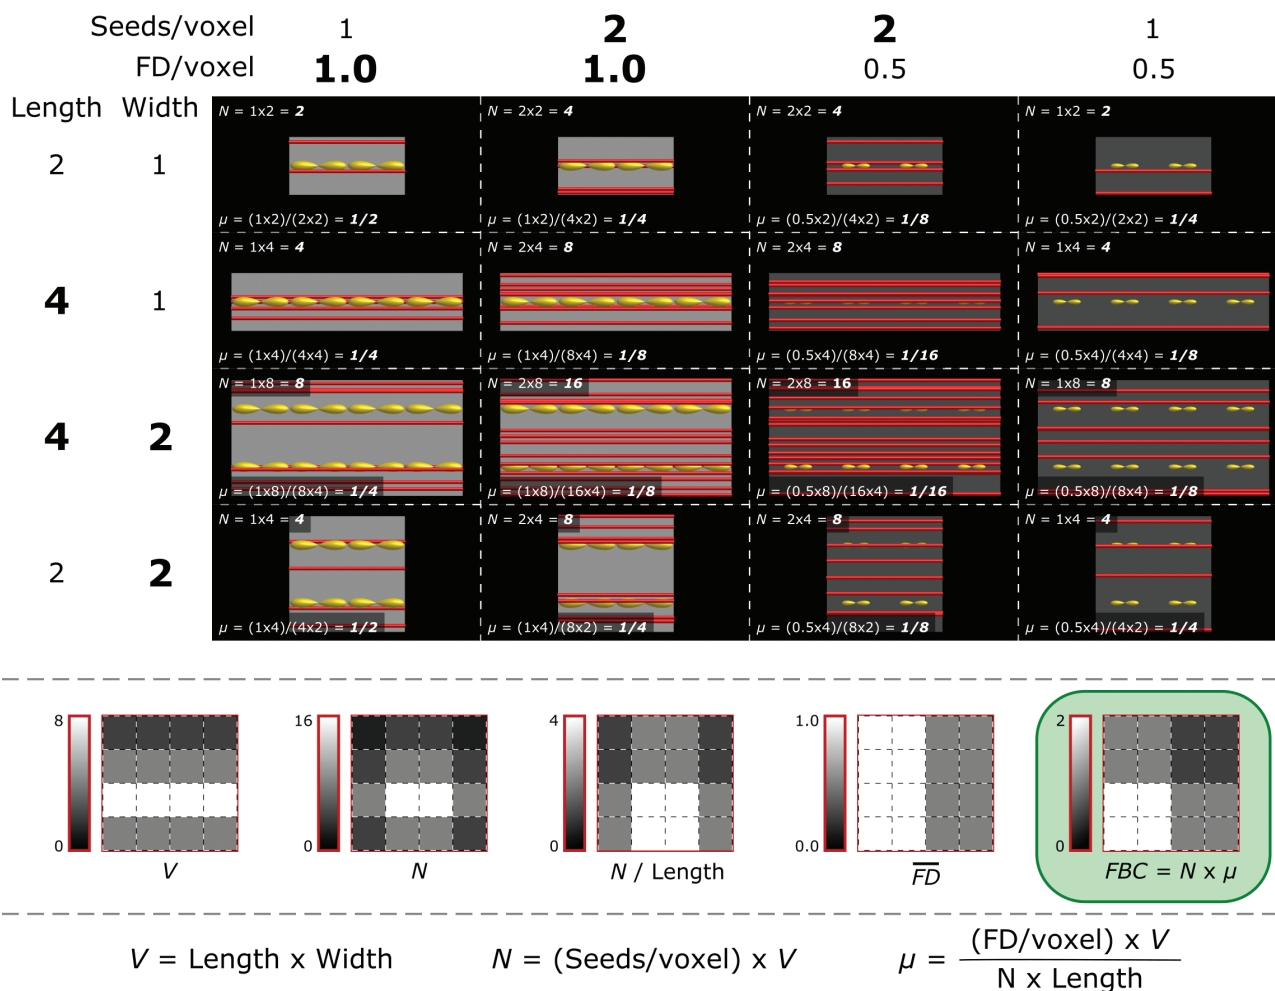 Seeds/voxel 1 2 2 1
FD/voxel 1.0 1.0 0.5 0.5
Length Width
N = 1x2 = 2 N = 2x2 = 4 N = 2x2 = 4 N = 1x2 = 2
2 1
μ = (1x2)/(2x2) = 1/2 μ = (1x2)/(4x2) = 1/4 μ = (0.5x2)/(4x2) = 1/8 μ = (0.5x2)/(2x2) = 1/4
N = 1x4 = 4 N = 2x4 = 8 N = 2x4 = 8 N = 1x4 = 4
4 1
μ = (1x4)/(4x4) = 1/4 μ = (1x4)/(8x4) = 1/8 μ = (0.5x4)/(8x4) = 1/16 μ = (0.5x4)/(4x4) = 1/8
N = 1x8 = 8 N = 2x8 = 16 N = 2x8 = 16 N = 1x8 = 8
4 2
μ = (1x8)/(8x4) = 1/4 μ = (1x8)/(16x4) = 1/8 μ = (0.5x8)/(16x4) = 1/16 μ = (0.5x8)/(8x4) = 1/8
N = 1x4 = 4 N = 2x4 = 8 N = 2x4 = 8 N = 1x4 = 4
2 2
μ = (1x4)/(4x2) = 1/2 μ = (1x4)/(8x2) = 1/4 μ = (0.5x4)/(8x2) = 1/8 μ = (0.5x4)/(4x2) = 1/4
8 16 4 1.0 2
0 0 0 0.0 0
V N N / Length F̅D̅ FBC = N x μ
V = Length x Width N = (Seeds/voxel) x V μ = (FD/voxel) x V
N x Length